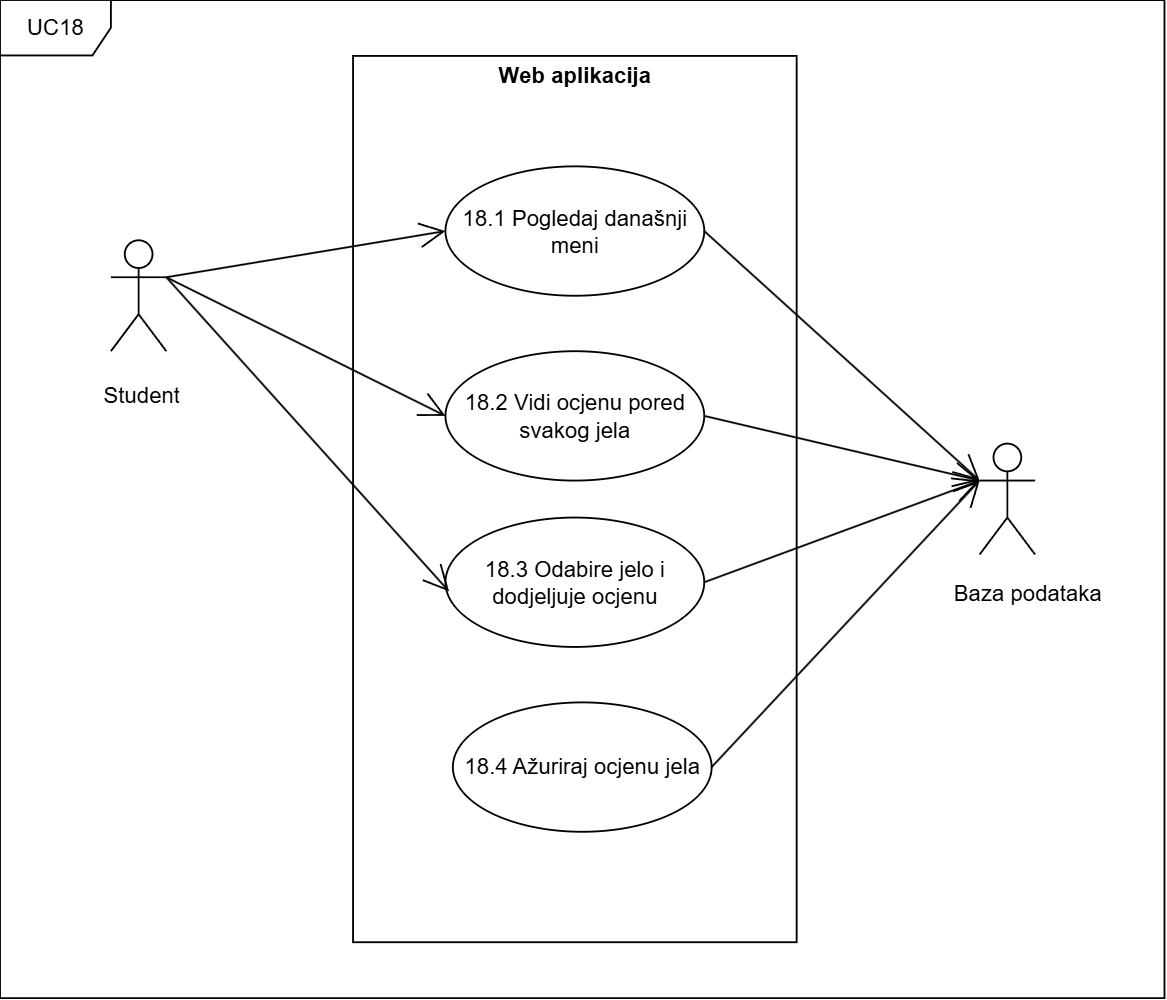 UC18
Web aplikacija
18.1 Pogledaj današnji
meni
Student
18.2 Vidi ocjenu pored
svakog jela
18.3 Odabire jelo i
dodjeljuje ocjenu
Baza podataka
18.4 Ažuriraj ocjenu jela